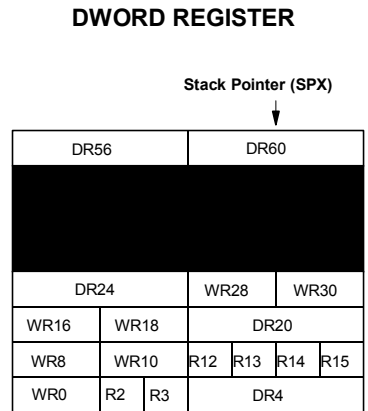 DWORD REGISTER
Stack Pointer (SPX)
DR56 DR60
DR24 WR28 WR30
WR16 WR18 DR20
WR8 WR10 R12 R13 R14 R15
WR0 R2 R3 DR4